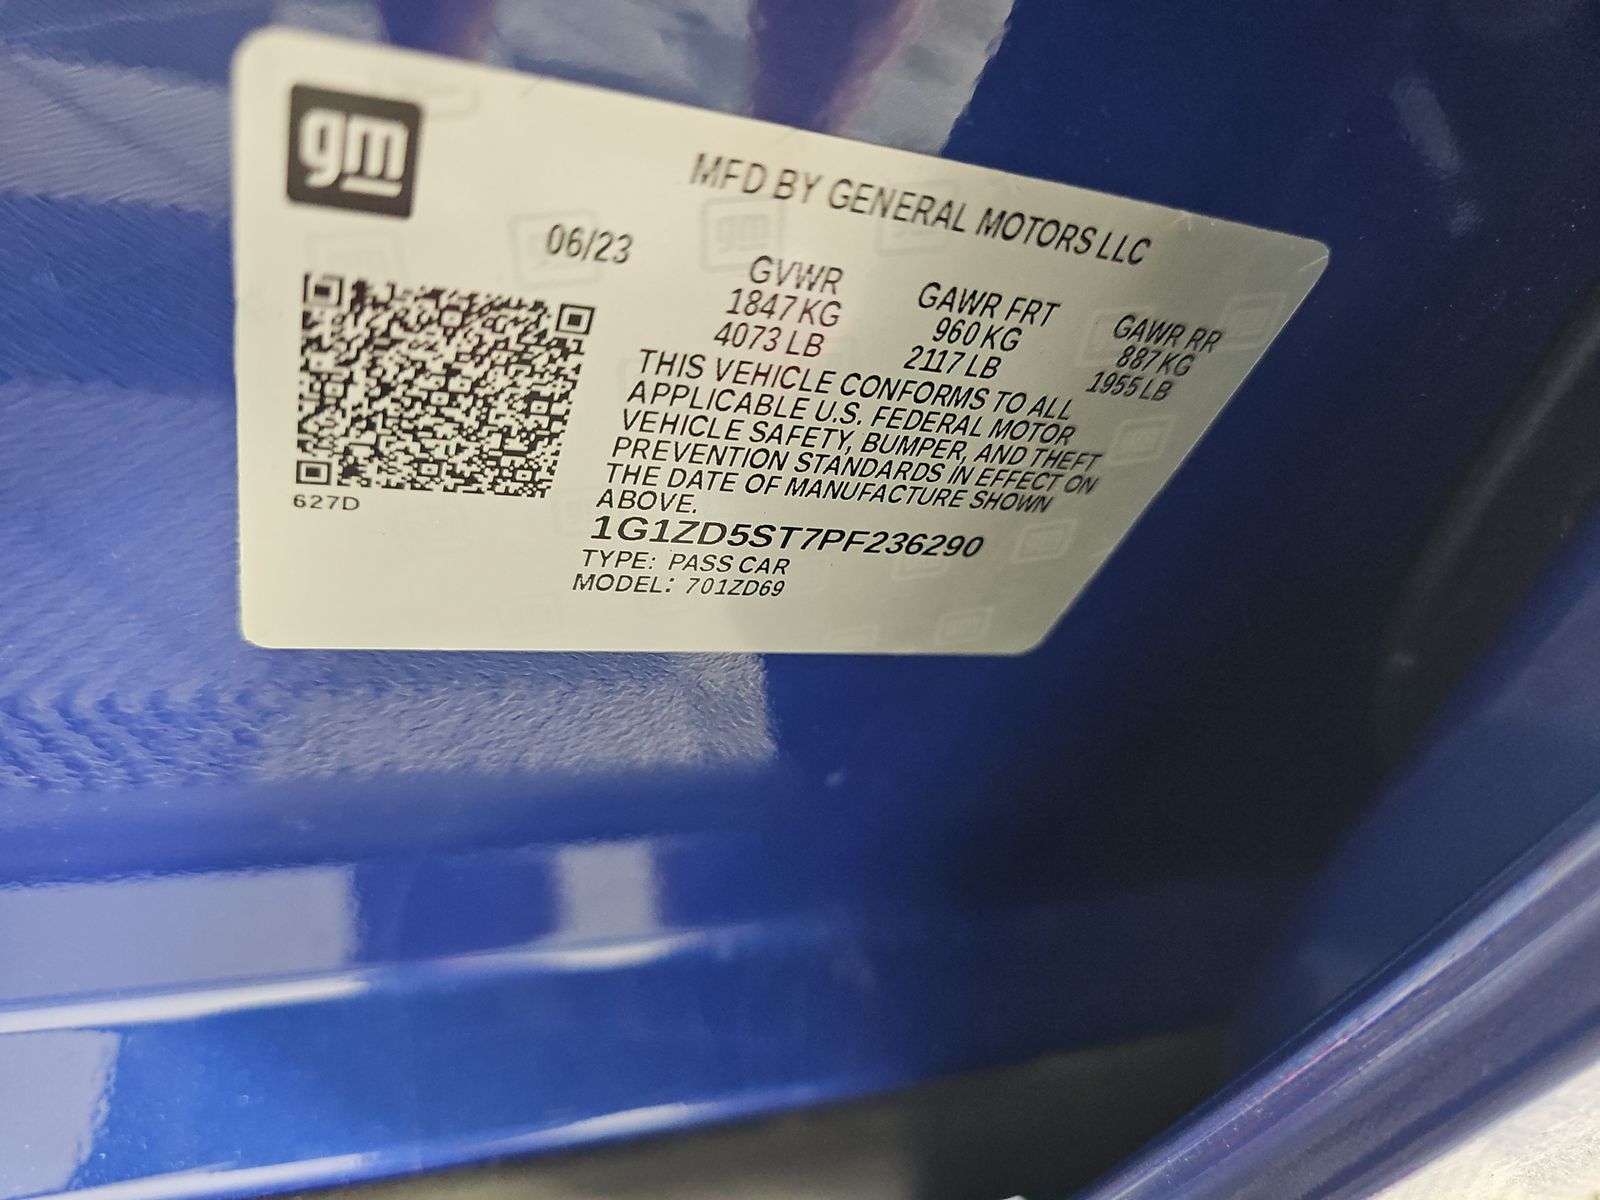 gm
MFD BY GENERAL MOTORS LLC
06/23
GVWR
1847 KG
4073 LB
GAWR FRT
960 KG
2117 LB
GAWR RR
887 KG
1955 LB
THIS VEHICLE CONFORMS TO ALL
APPLICABLE U.S. FEDERAL MOTOR
VEHICLE SAFETY, BUMPER, AND THEFT
PREVENTION STANDARDS IN EFFECT ON
THE DATE OF MANUFACTURE SHOWN
ABOVE.
627D
1G1ZD5ST7PF236290
TYPE: PASS CAR
MODEL: 701ZD69